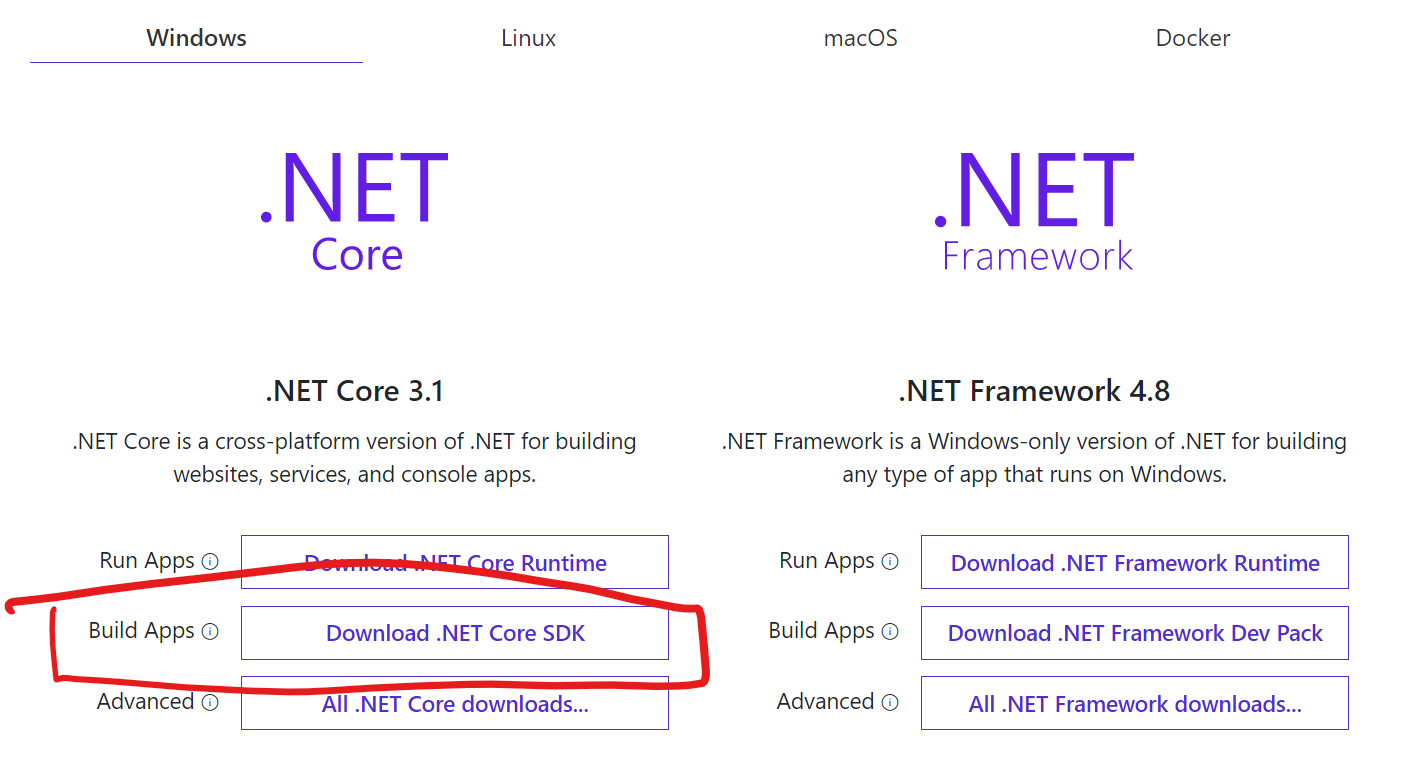 Windows Linux macOS Docker
.NET
Core
.NET
Framework
.NET Core 3.1
.NET Core is a cross-platform version of .NET for building
websites, services, and console apps.
Run Apps Download .NET Core Runtime
Build Apps Download .NET Core SDK
Advanced All .NET Core downloads...
.NET Framework 4.8
.NET Framework is a Windows-only version of .NET for building
any type of app that runs on Windows.
Run Apps Download .NET Framework Runtime
Build Apps Download .NET Framework Dev Pack
Advanced All .NET Framework downloads...